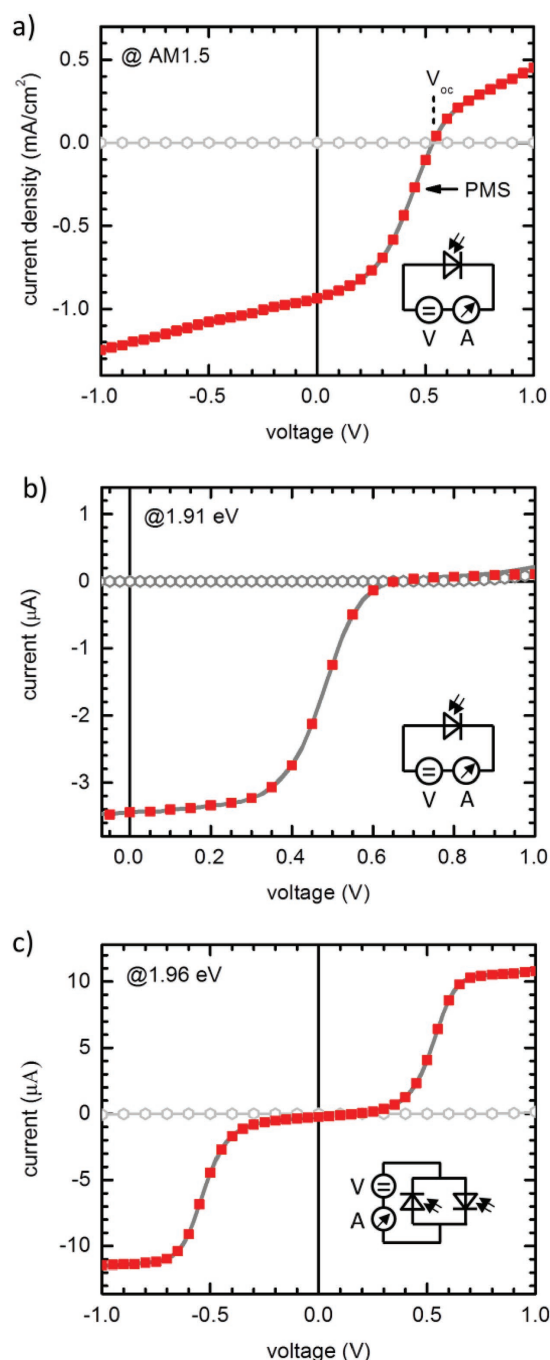 a)
@ AM1.5
V
oc
PMS
V A
current density (mA/cm²)
0.5
0.0
-0.5
-1.0
-1.0 -0.5 0.0 0.5 1.0
voltage (V)
b)
@1.91 eV
V A
current (µA)
1
0
-1
-2
-3
0.0 0.2 0.4 0.6 0.8 1.0
voltage (V)
c)
@1.96 eV
V
A
current (µA)
10
5
0
-5
-10
-1.0 -0.5 0.0 0.5 1.0
voltage (V)